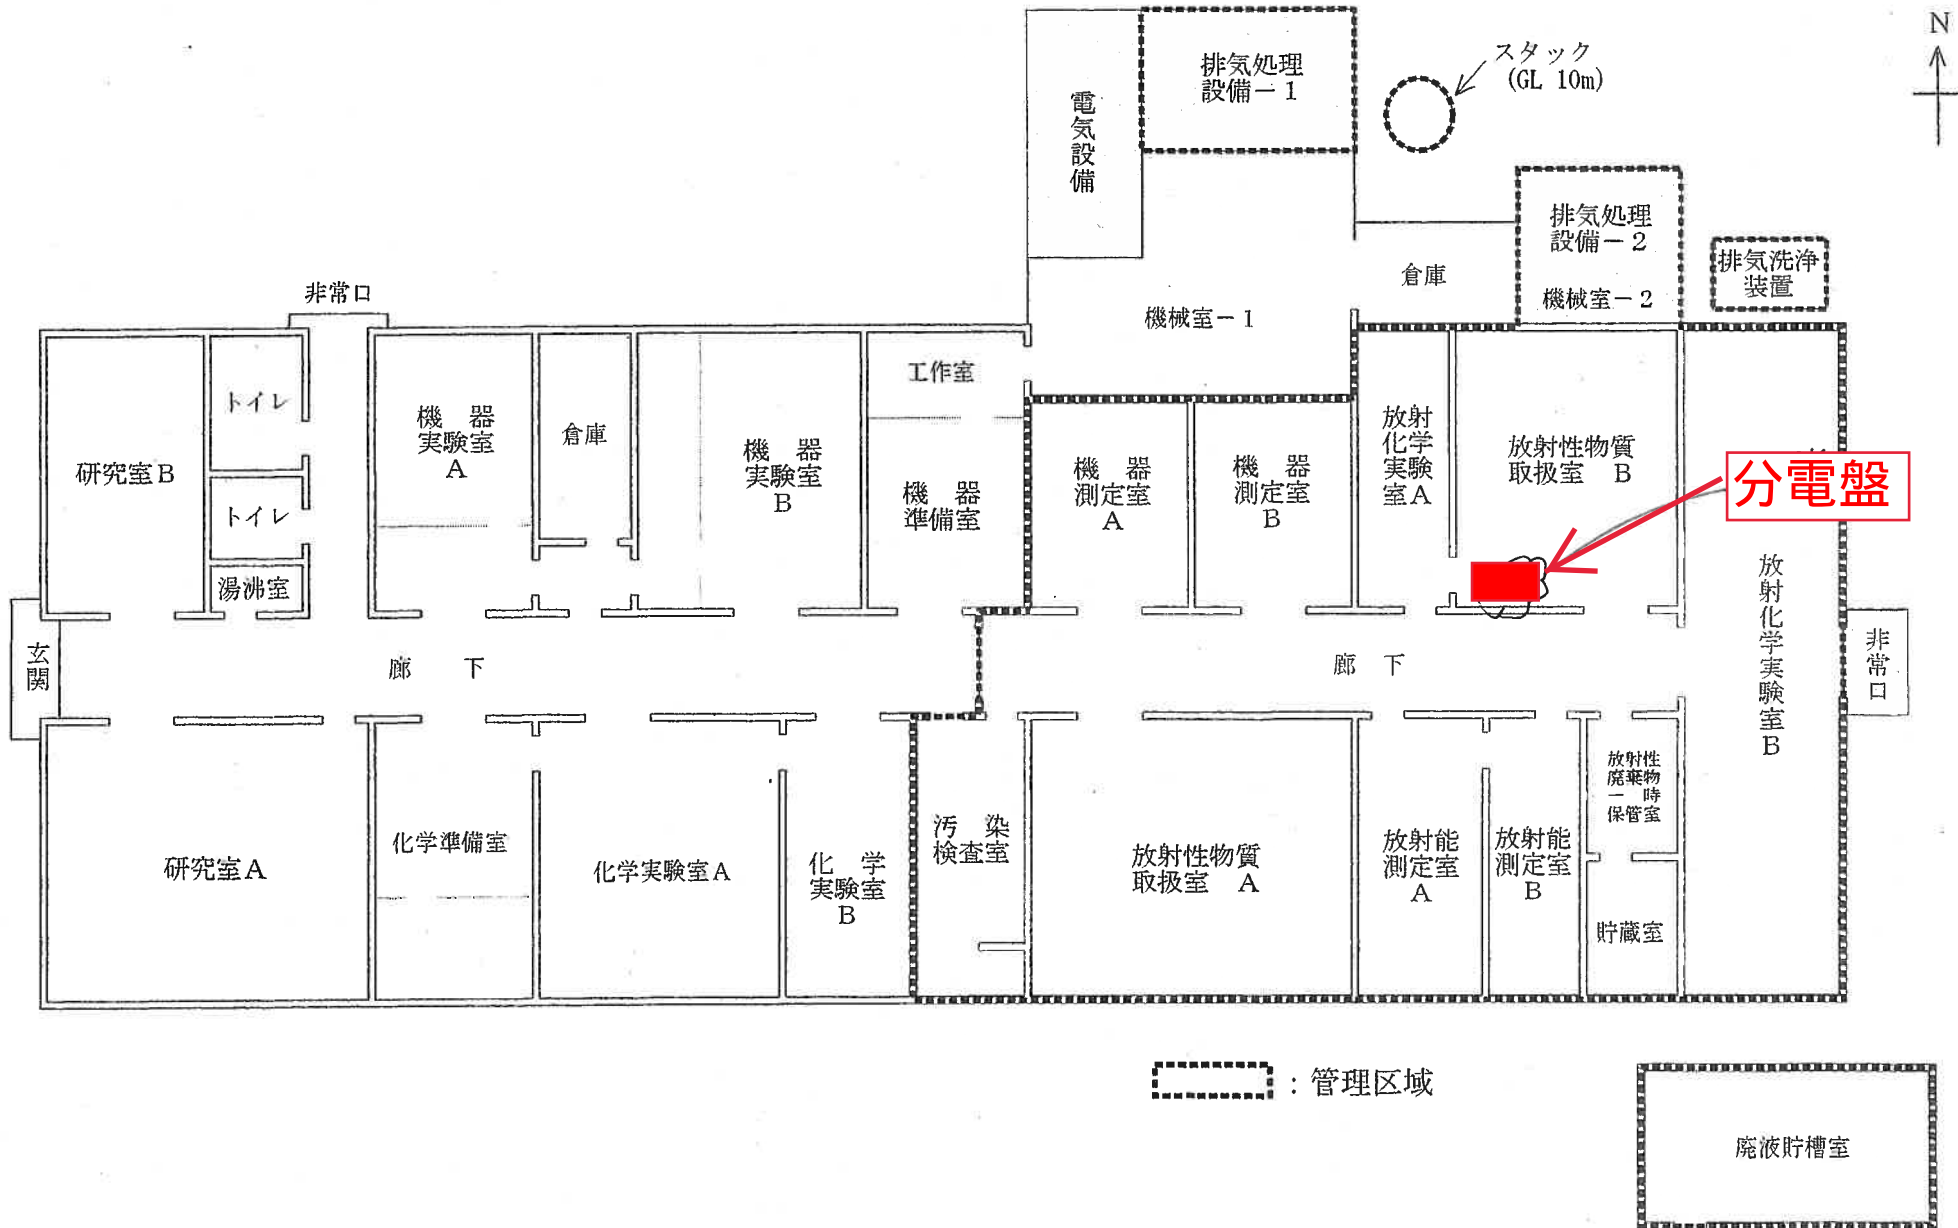 N
スタック
(GL 10m)
排気処理
設備－1
電気設備
排気処理
設備－2
機械室－2
排気洗浄
装置
倉庫
機械室－1
非常口
工作室
トイレ
機　器
実験室
A
倉庫
機　器
実験室
B
研究室B
機　器
準備室
機　器
測定室
A
機　器
測定室
B
放射
化学
実験
室A
放射性物質
取扱室　B
分電盤
トイレ
湯沸室
放射化学実験室B
玄関
廊　下
廊　下
非常口
放射性
廃棄物
一　時
保管室
研究室A
化学準備室
化学実験室A
化　学
実験室
B
汚　染
検査室
放射性物質
取扱室　A
放射能
測定室
A
放射能
測定室
B
貯蔵室
：管理区域
廃液貯槽室